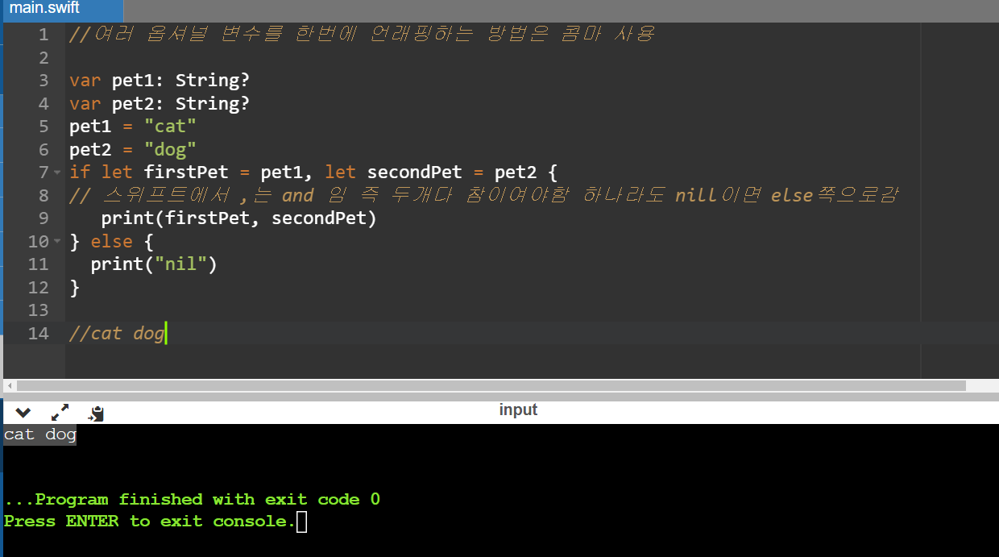 main.swift
1 //여러 옵셔널 변수를 한번에 언래핑하는 방법은 콤마 사용
2
3 var pet1: String?
4 var pet2: String?
5 pet1 = "cat"
6 pet2 = "dog"
7 if let firstPet = pet1, let secondPet = pet2 {
8 // 스위프트에서 ,는 and 임 즉 두개다 참이여야함 하나라도 nill이면 else쪽으로감
9 print(firstPet, secondPet)
10 } else {
11 print("nil")
12 }
13
14 //cat dog
input
cat dog
...Program finished with exit code 0
Press ENTER to exit console.